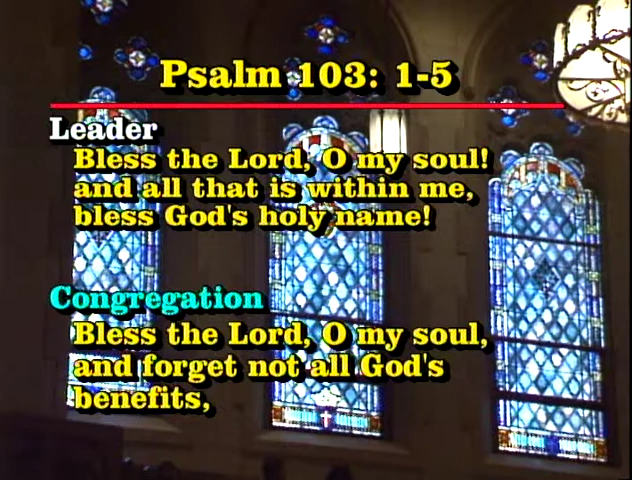 Psalm 103: 1-5
Leader
Bless the Lord, O my soul!
and all that is within me,
bless God's holy name!
Congregation
Bless the Lord, O my soul,
and forget not all God's
benefits,